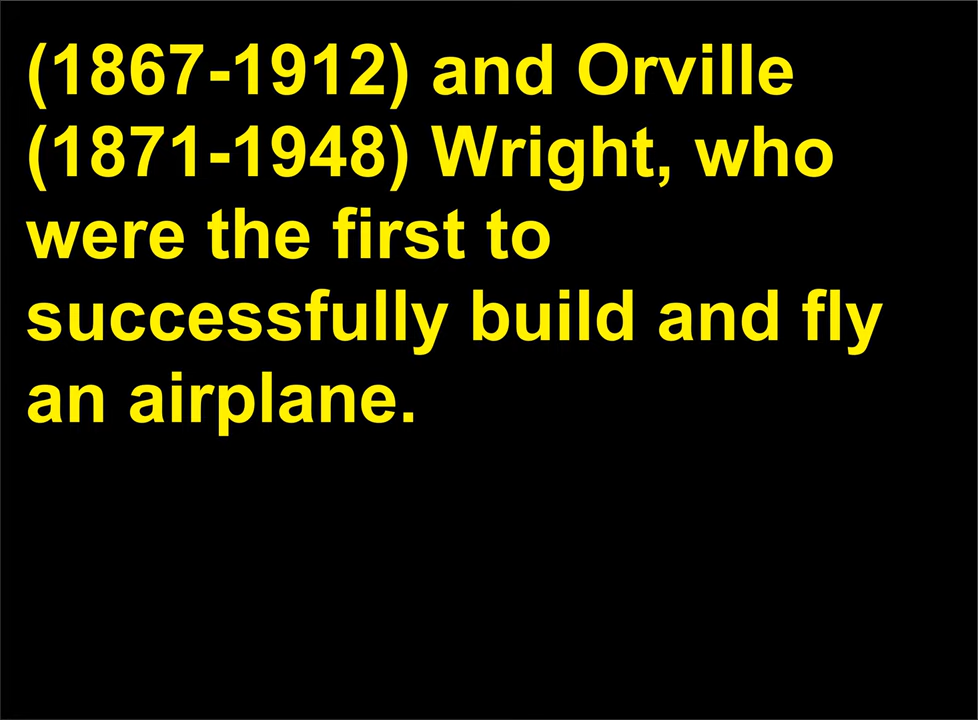 (1867-1912) and Orville
(1871-1948) Wright, who
were the first to
successfully build and fly
an airplane.